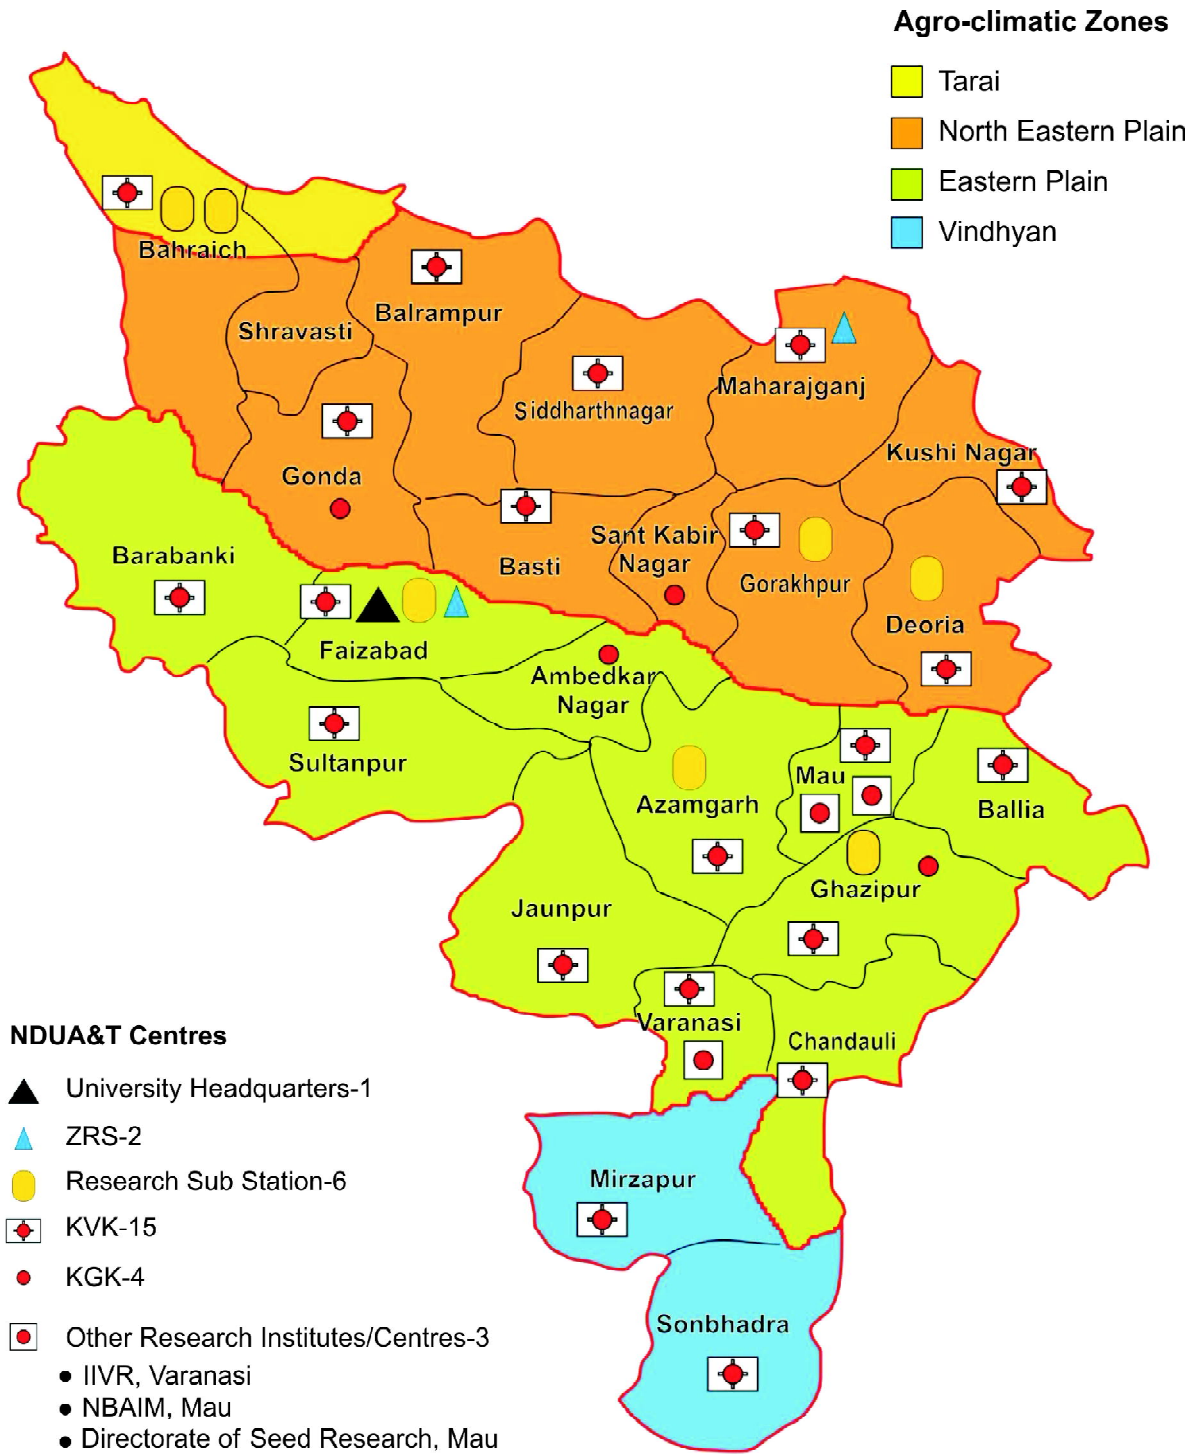 Agro-climatic Zones
Tarai
North Eastern Plain
Eastern Plain
Vindhyan
Bahraich
Shravasti
Balrampur
Siddharthnagar
Maharajganj
Kushi Nagar
Gonda
Basti
Sant Kabir
Nagar
Gorakhpur
Deoria
Barabanki
Faizabad
Ambedkar
Nagar
Sultanpur
Azamgarh
Mau
Ballia
Jaunpur
Ghazipur
Varanasi
Chandauli
Mirzapur
Sonbhadra
NDUA&T Centres
University Headquarters-1
ZRS-2
Research Sub Station-6
KVK-15
KGK-4
Other Research Institutes/Centres-3
● IIVR, Varanasi
● NBAIM, Mau
● Directorate of Seed Research, Mau